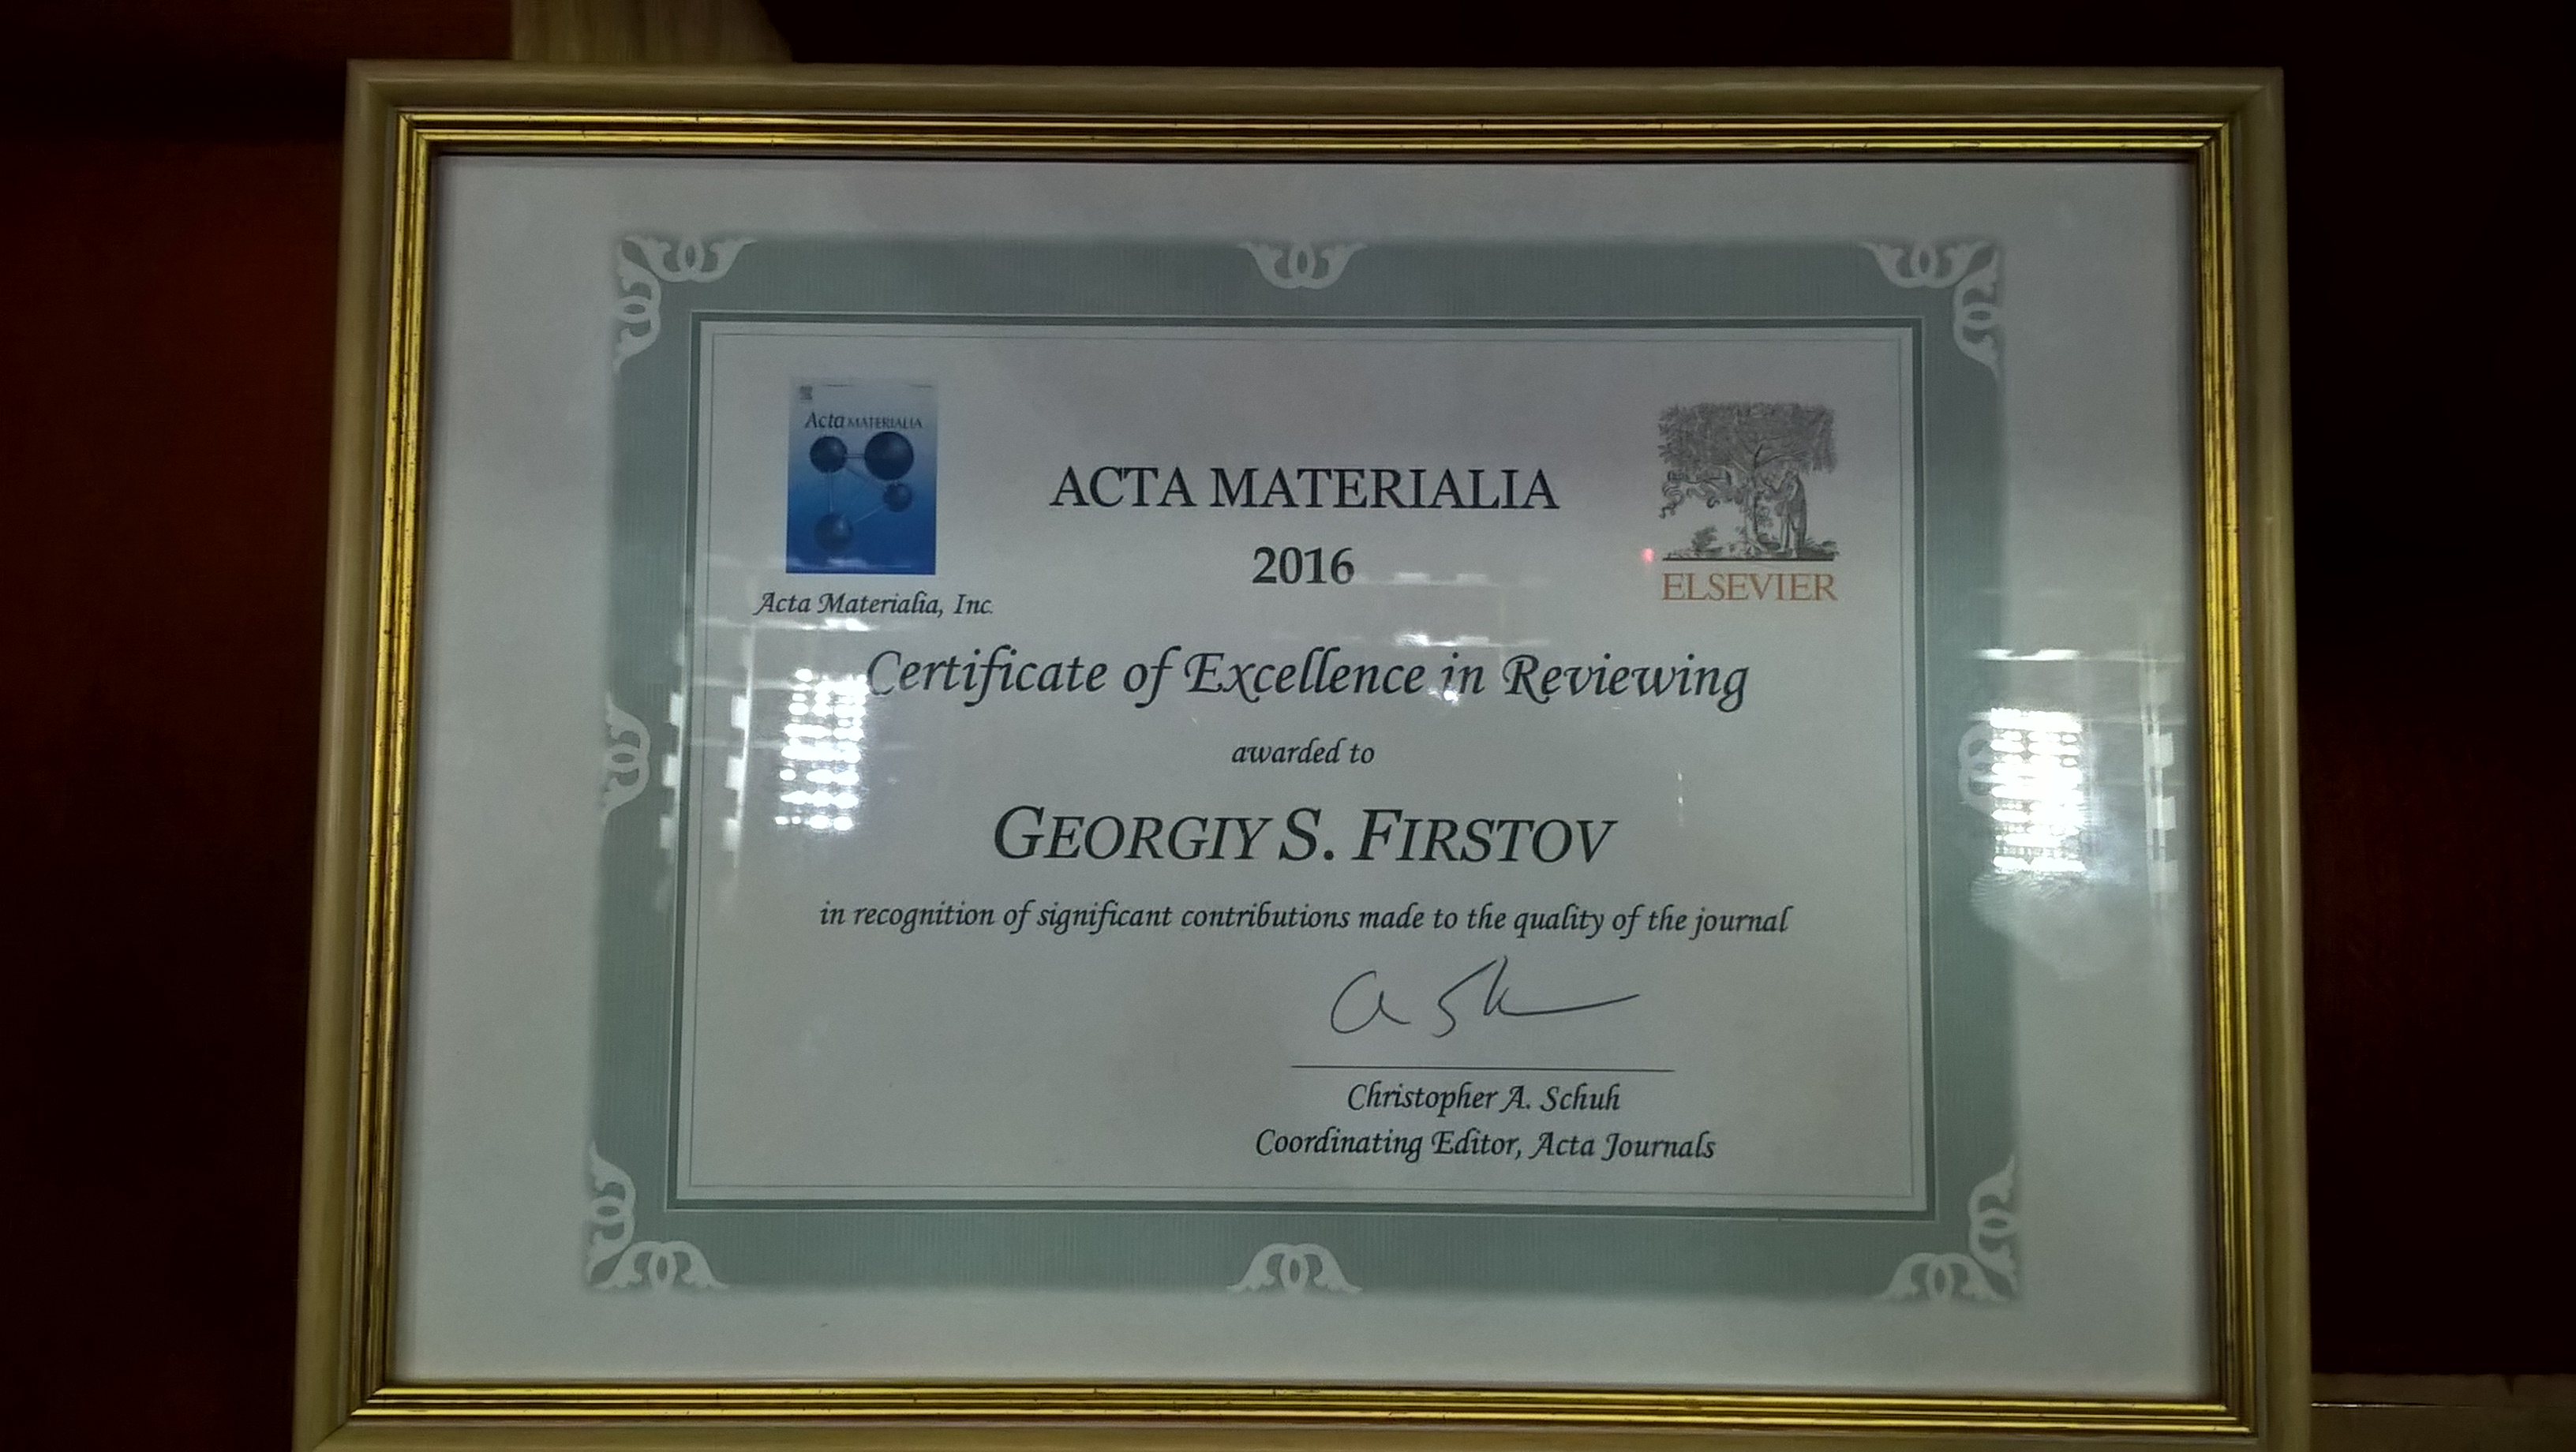 Acta MATERIALIA
ACTA MATERIALIA
2016
Acta Materialia, Inc.
ELSEVIER
Certificate of Excellence in Reviewing
awarded to
GEORGIY S. FIRSTOV
in recognition of significant contributions made to the quality of the journal
Christopher A. Schuh
Coordinating Editor, Acta Journals